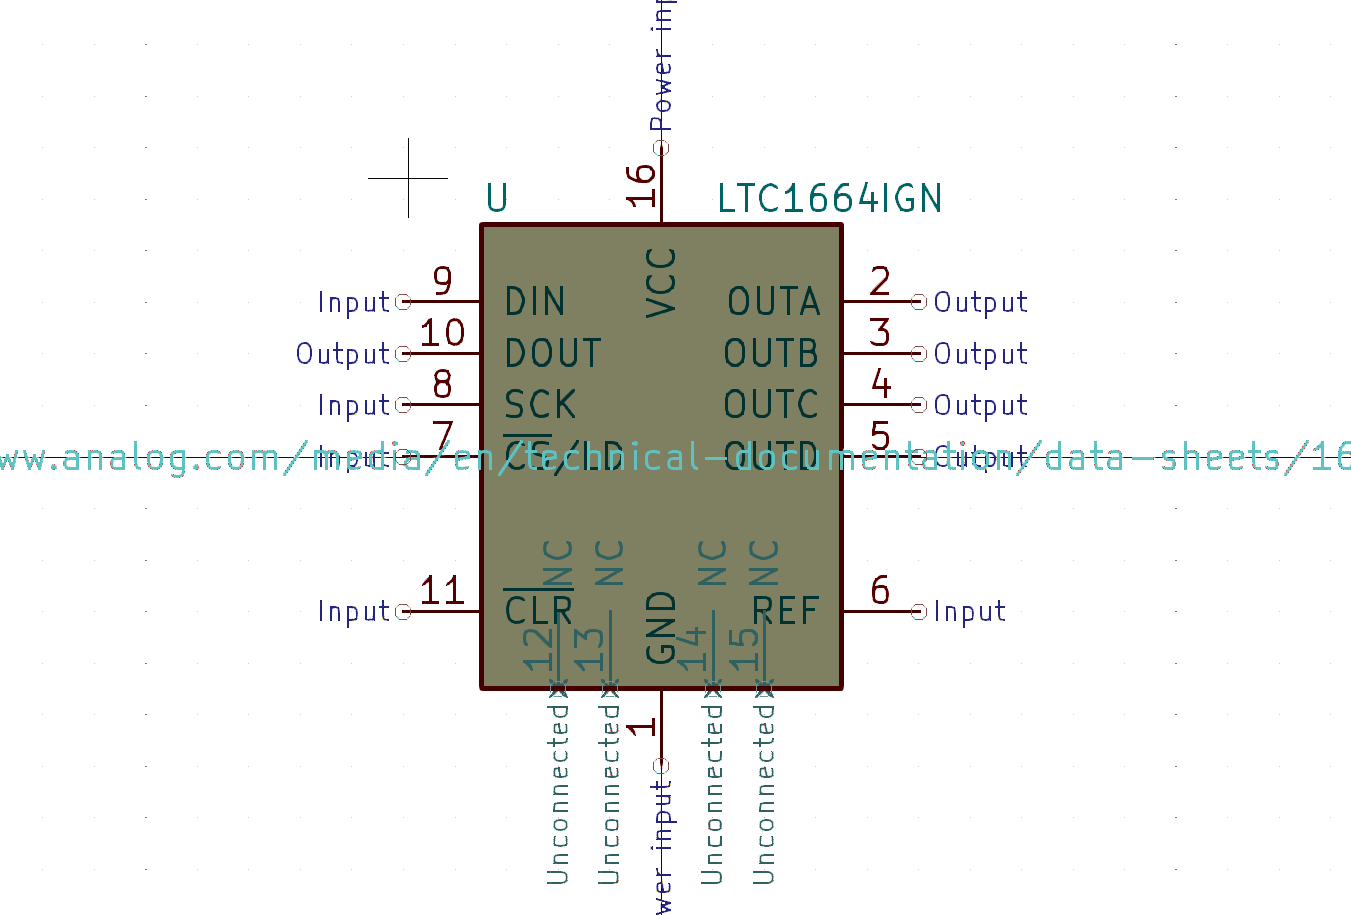 Power inp
16
U
LTC1664IGN
VCC
Input 9 DIN
OUTA 2 Output
Output 10 DOUT
OUTB 3 Output
Input 8 SCK
OUTC 4 Output
Input 7 CS/LD
OUTD 5 Output
ww.analog.com/media/en/technical-documentation/data-sheets/16
NC NC NC NC
Input 11 CLR
GND
REF 6 Input
12 13 14 15
1
Unconnected Unconnected Unconnected Unconnected
wer input